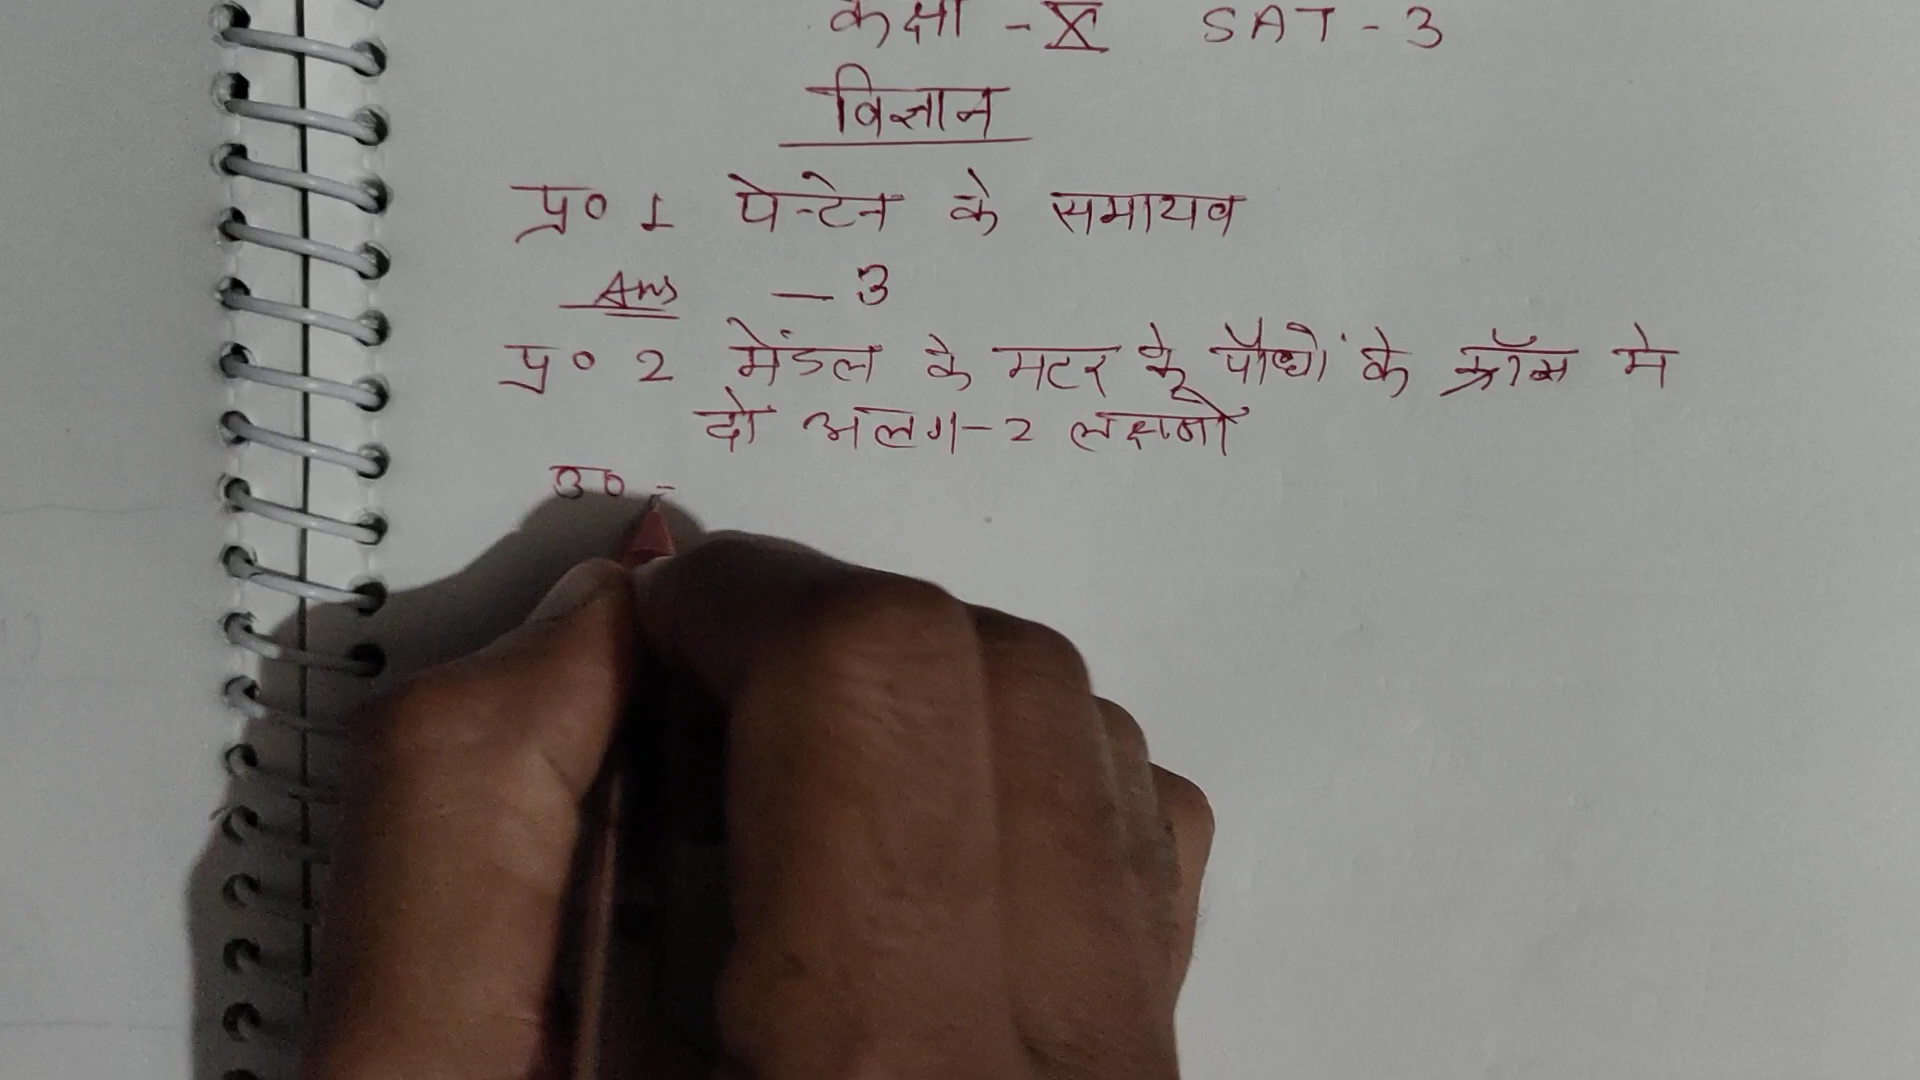 कक्षा - X SAT - 3
विज्ञान
प्र० 1 पेन्टेन के समायव
Ans — 3
प्र० 2 मेंडल के मटर के पौधों के क्रॉस मे
दो अलग-2 लक्षणो
उ० -